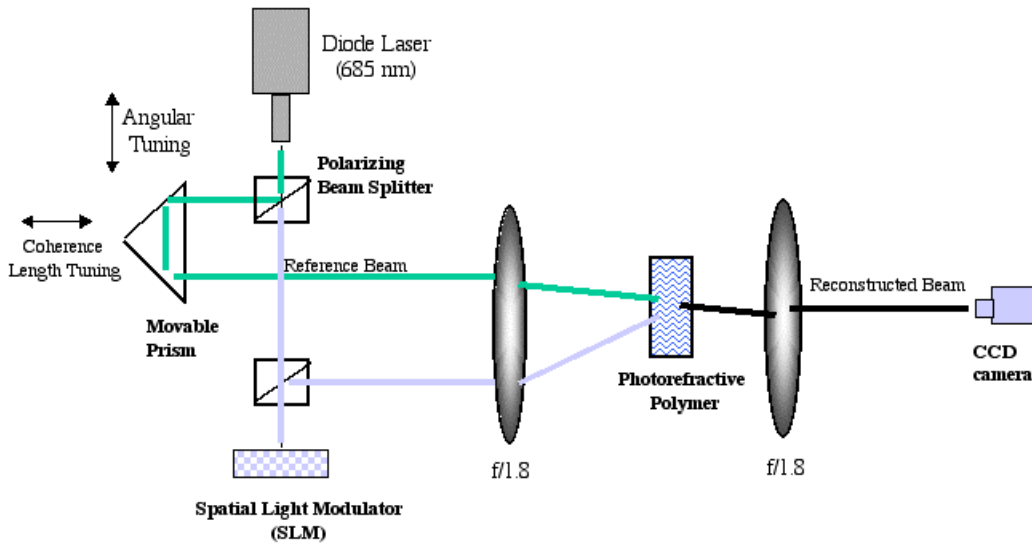 Diode Laser
(685 nm)
Angular
Tuning
Polarizing
Beam Splitter
Coherence
Length Tuning
Reference Beam
Reconstructed Beam
Movable
Prism
CCD
camera
Photorefractive
Polymer
f/1.8
f/1.8
Spatial Light Modulator
(SLM)